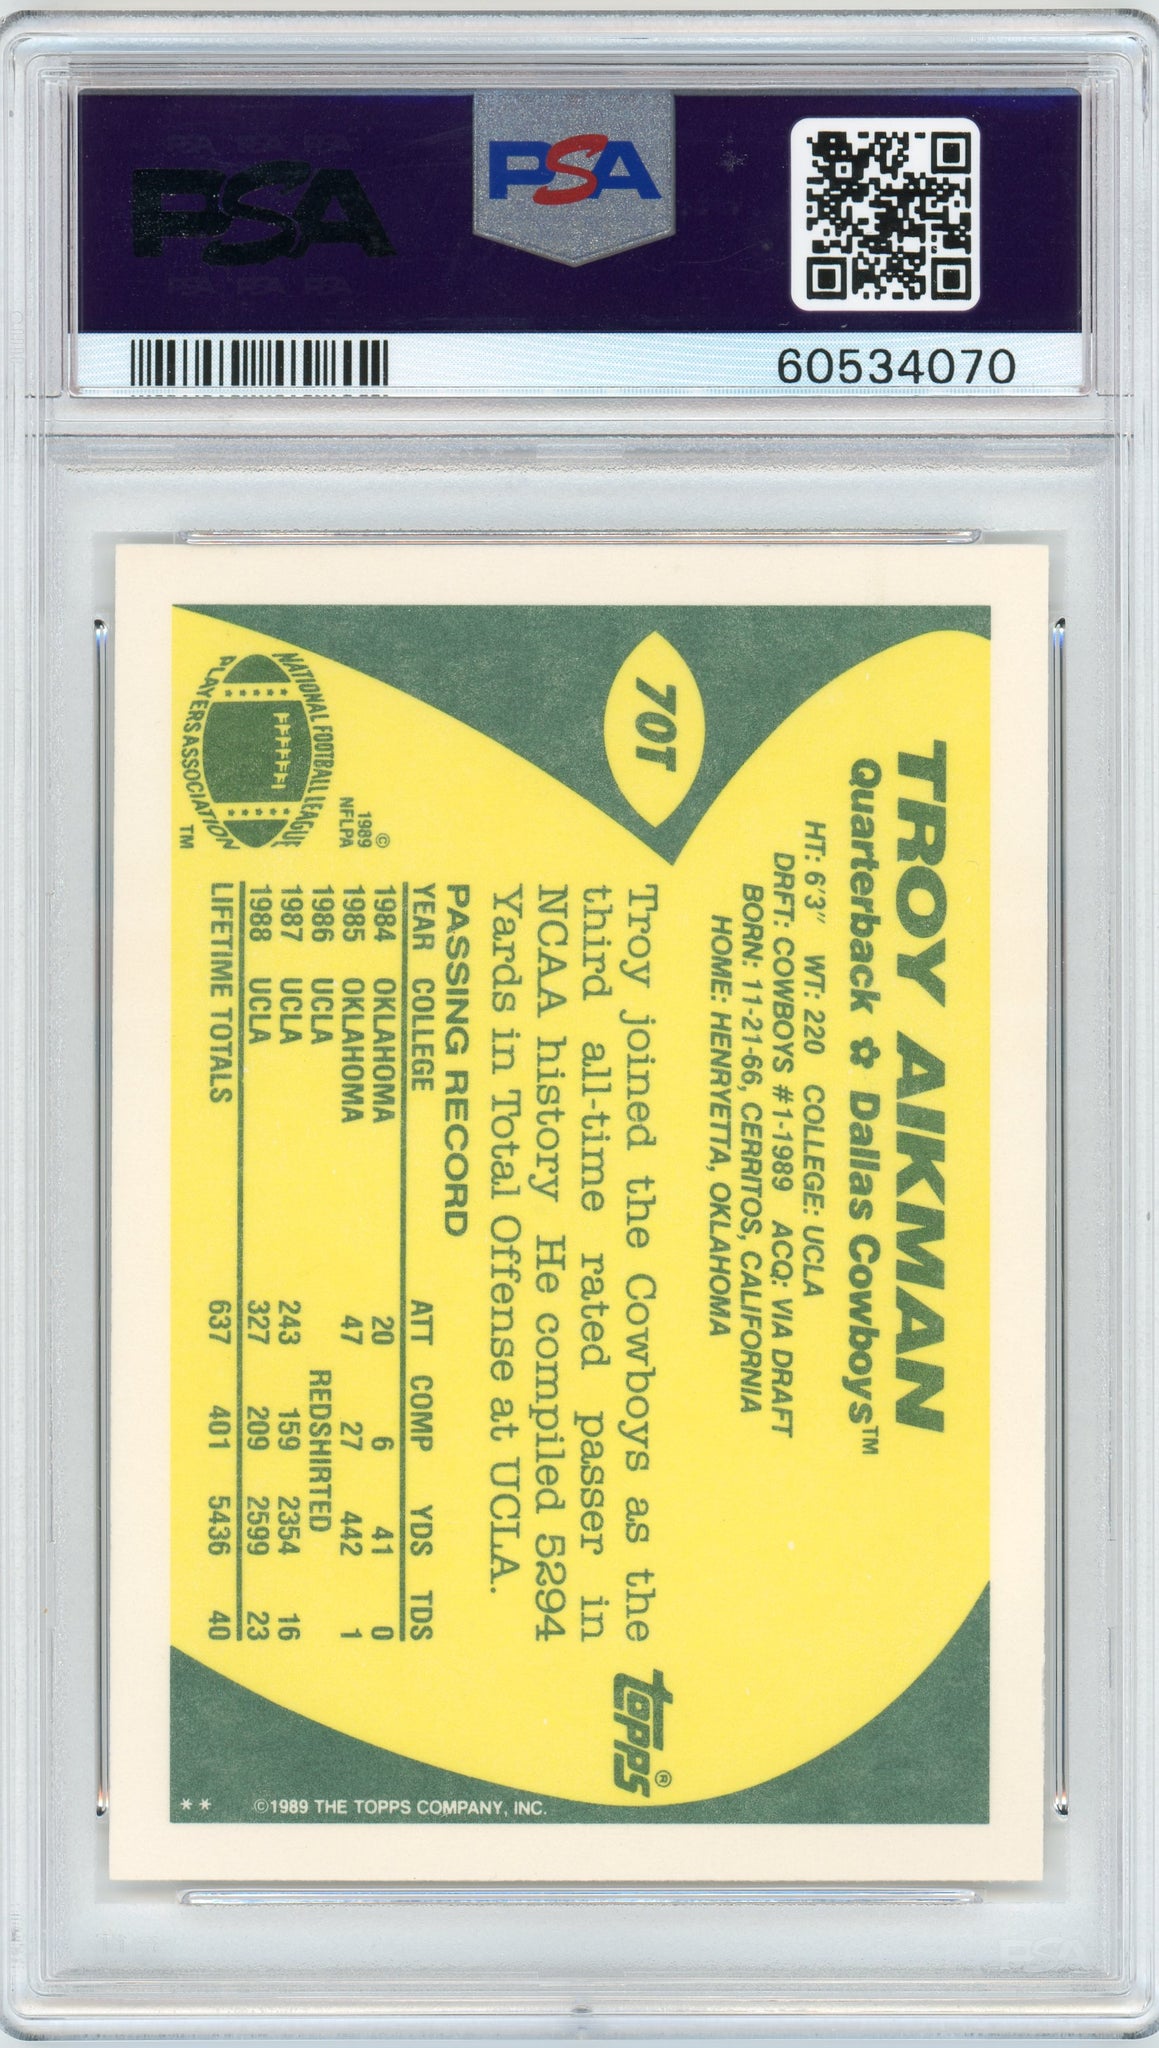 PSA
PSA
60534070
70T
TROY AIKMAN
Quarterback ✿ Dallas Cowboys™
HT: 6'3" WT: 220 COLLEGE: UCLA
DRFT: COWBOYS #1-1989 ACQ: VIA DRAFT
BORN: 11-21-66, CERRITOS, CALIFORNIA
HOME: HENRYETTA, OKLAHOMA
Troy joined the Cowboys as the
third all-time rated passer in
NCAA history He compiled 5294
Yards in Total Offense at UCLA.
PASSING RECORD
YEAR COLLEGE ATT COMP YDS TDS
1984 OKLAHOMA 20 6 41 0
1985 OKLAHOMA 47 27 442 1
1986 UCLA REDSHIRTED
1987 UCLA 243 159 2354 16
1988 UCLA 327 209 2599 23
LIFETIME TOTALS 637 401 5436 40
©
1989
NFLPA
NATIONAL FOOTBALL LEAGUE
PLAYERS ASSOCIATION
TM
topps®
©1989 THE TOPPS COMPANY, INC.
**
PSA